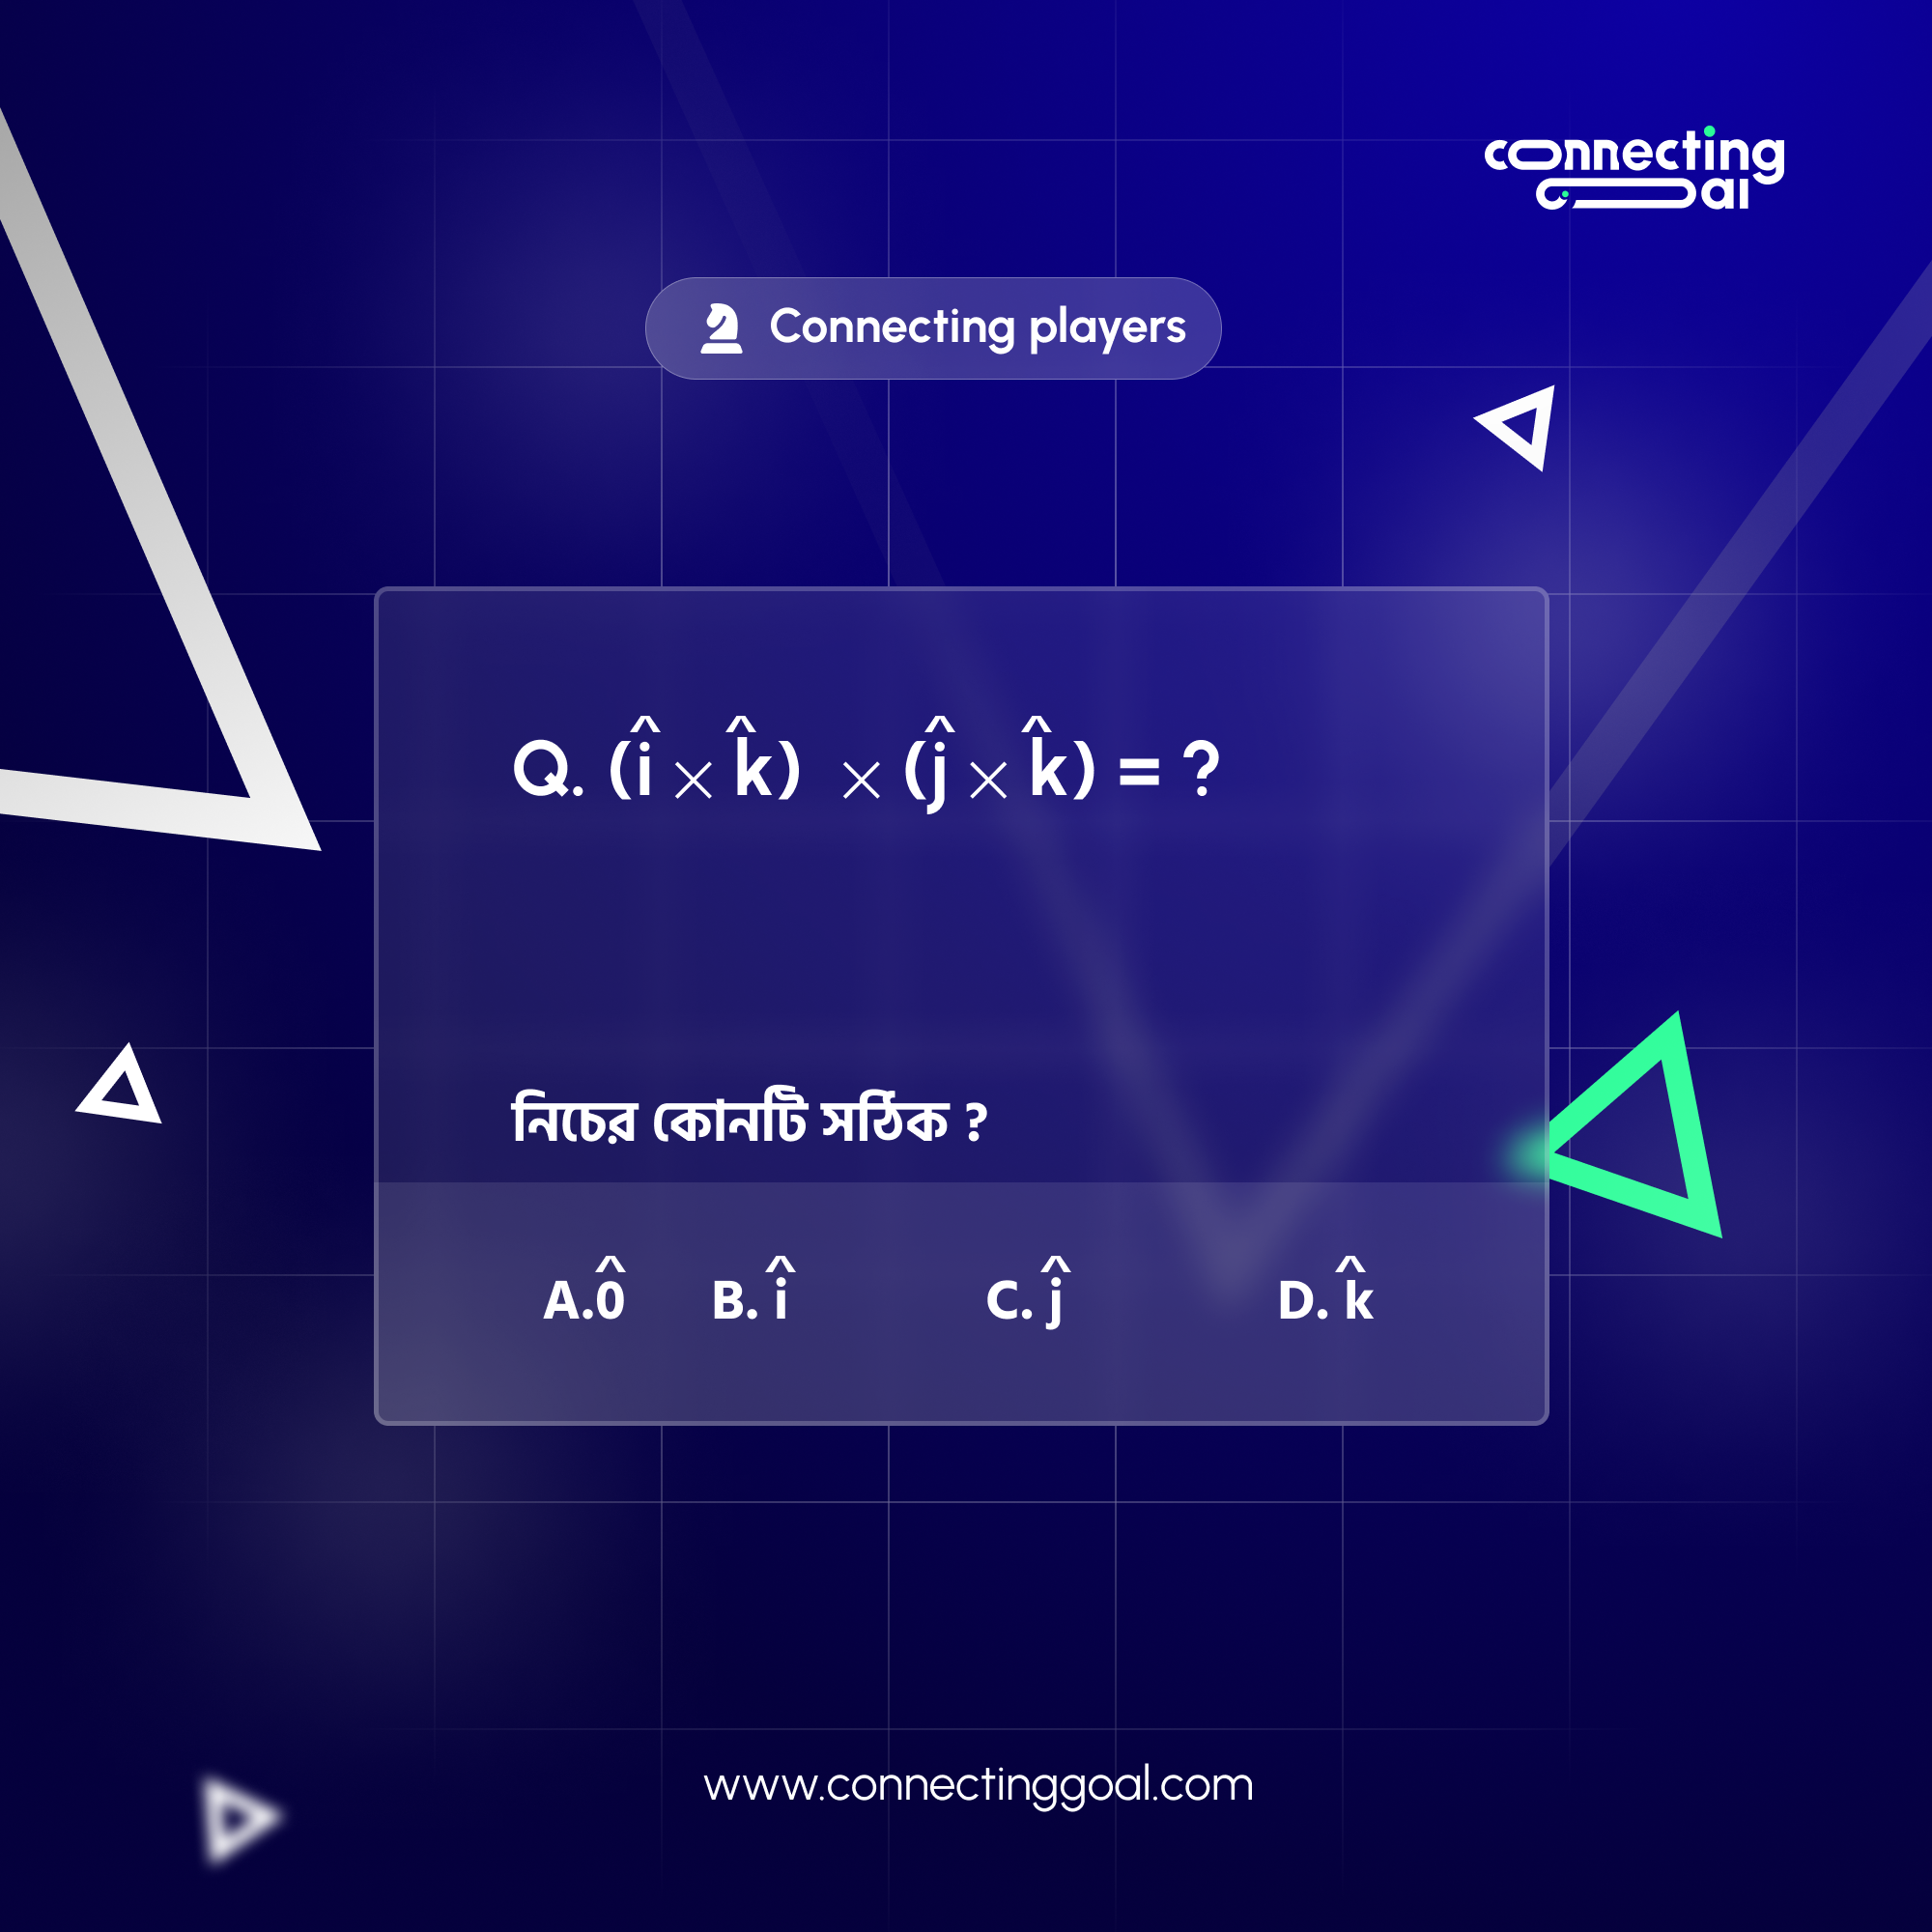 connecting
goal
Connecting players
Q. (î × k̂) × (ĵ × k̂) = ?
নিচের কোনটি সঠিক ?
A.0̂ B. î C. ĵ D. k̂
www.connectinggoal.com